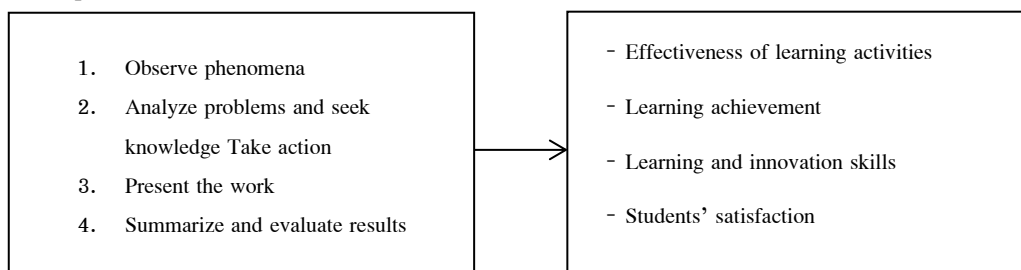 1. Observe phenomena
2. Analyze problems and seek
knowledge Take action
3. Present the work
4. Summarize and evaluate results
- Effectiveness of learning activities
- Learning achievement
- Learning and innovation skills
- Students’ satisfaction